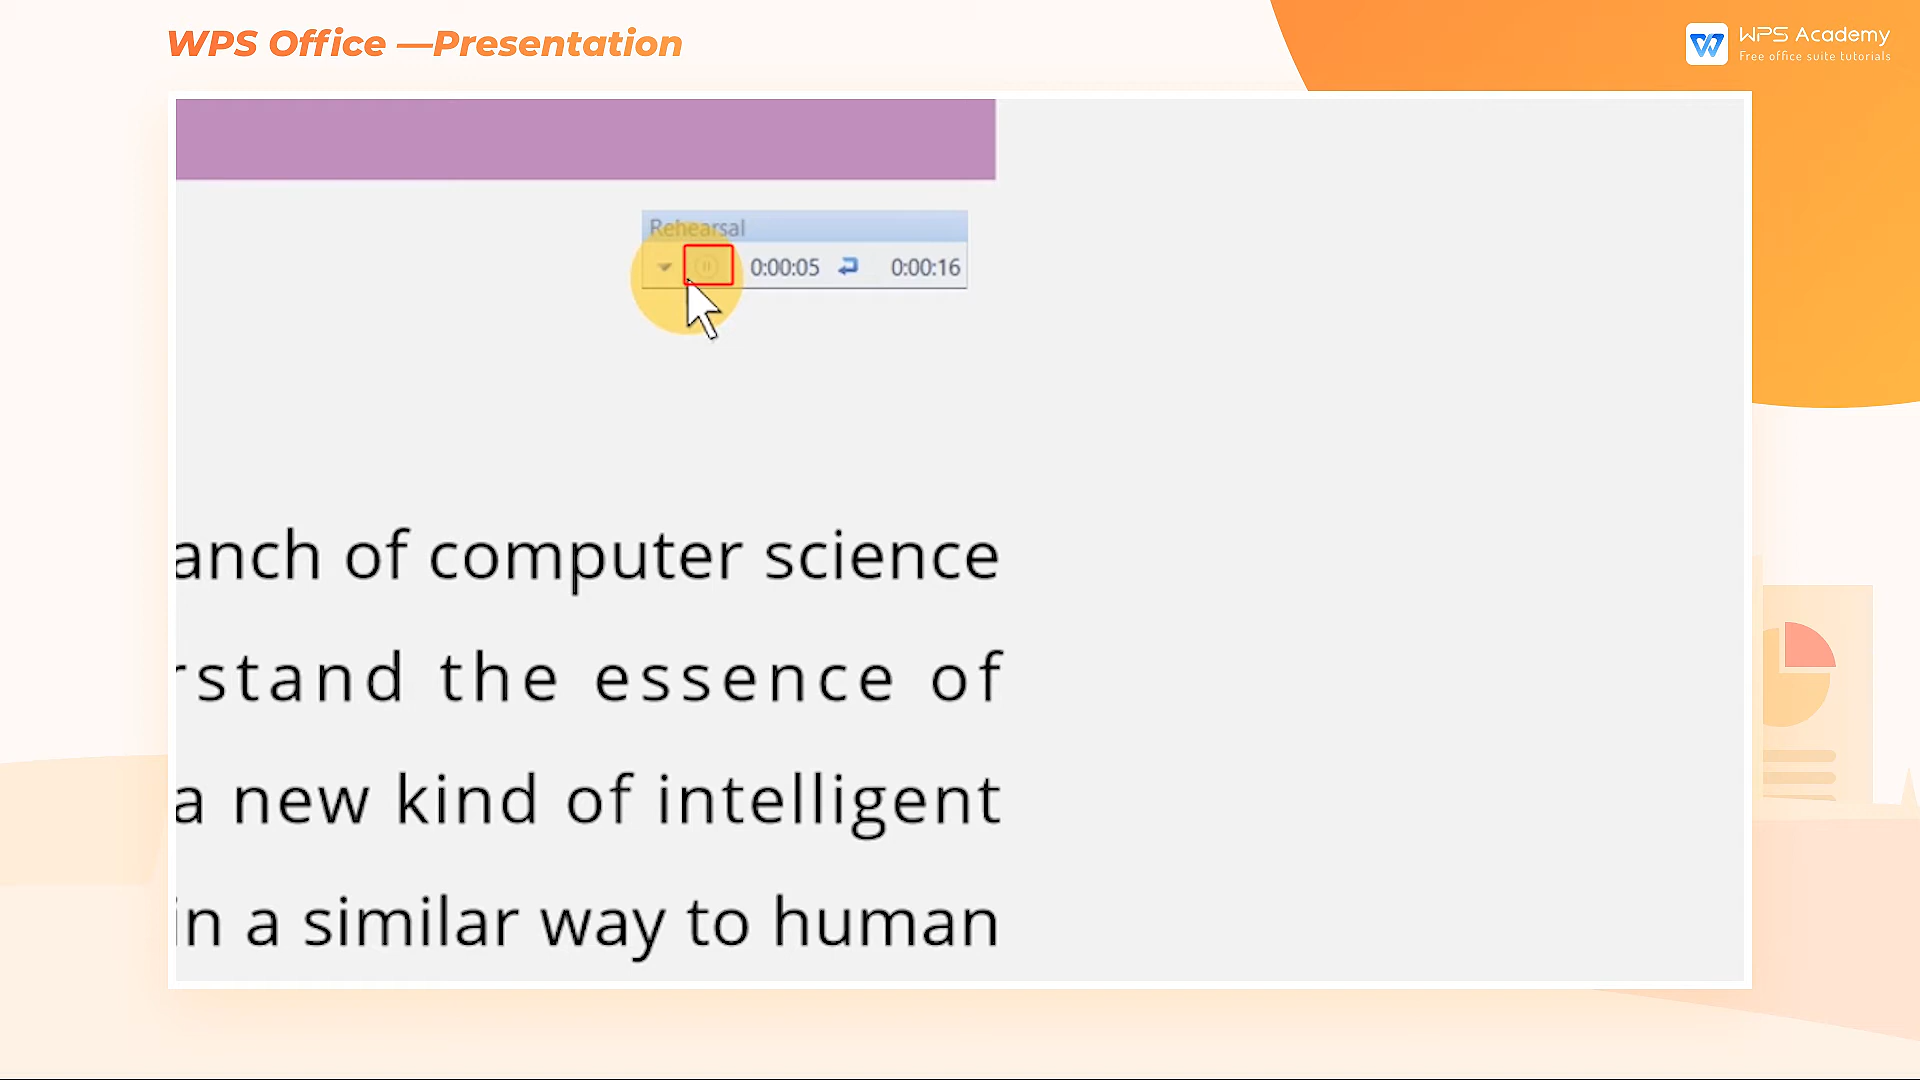 WPS Office —Presentation
WPS Academy
Free office suite tutorials
Rehearsal
0:00:05 0:00:16
anch of computer science
rstand the essence of
a new kind of intelligent
in a similar way to human